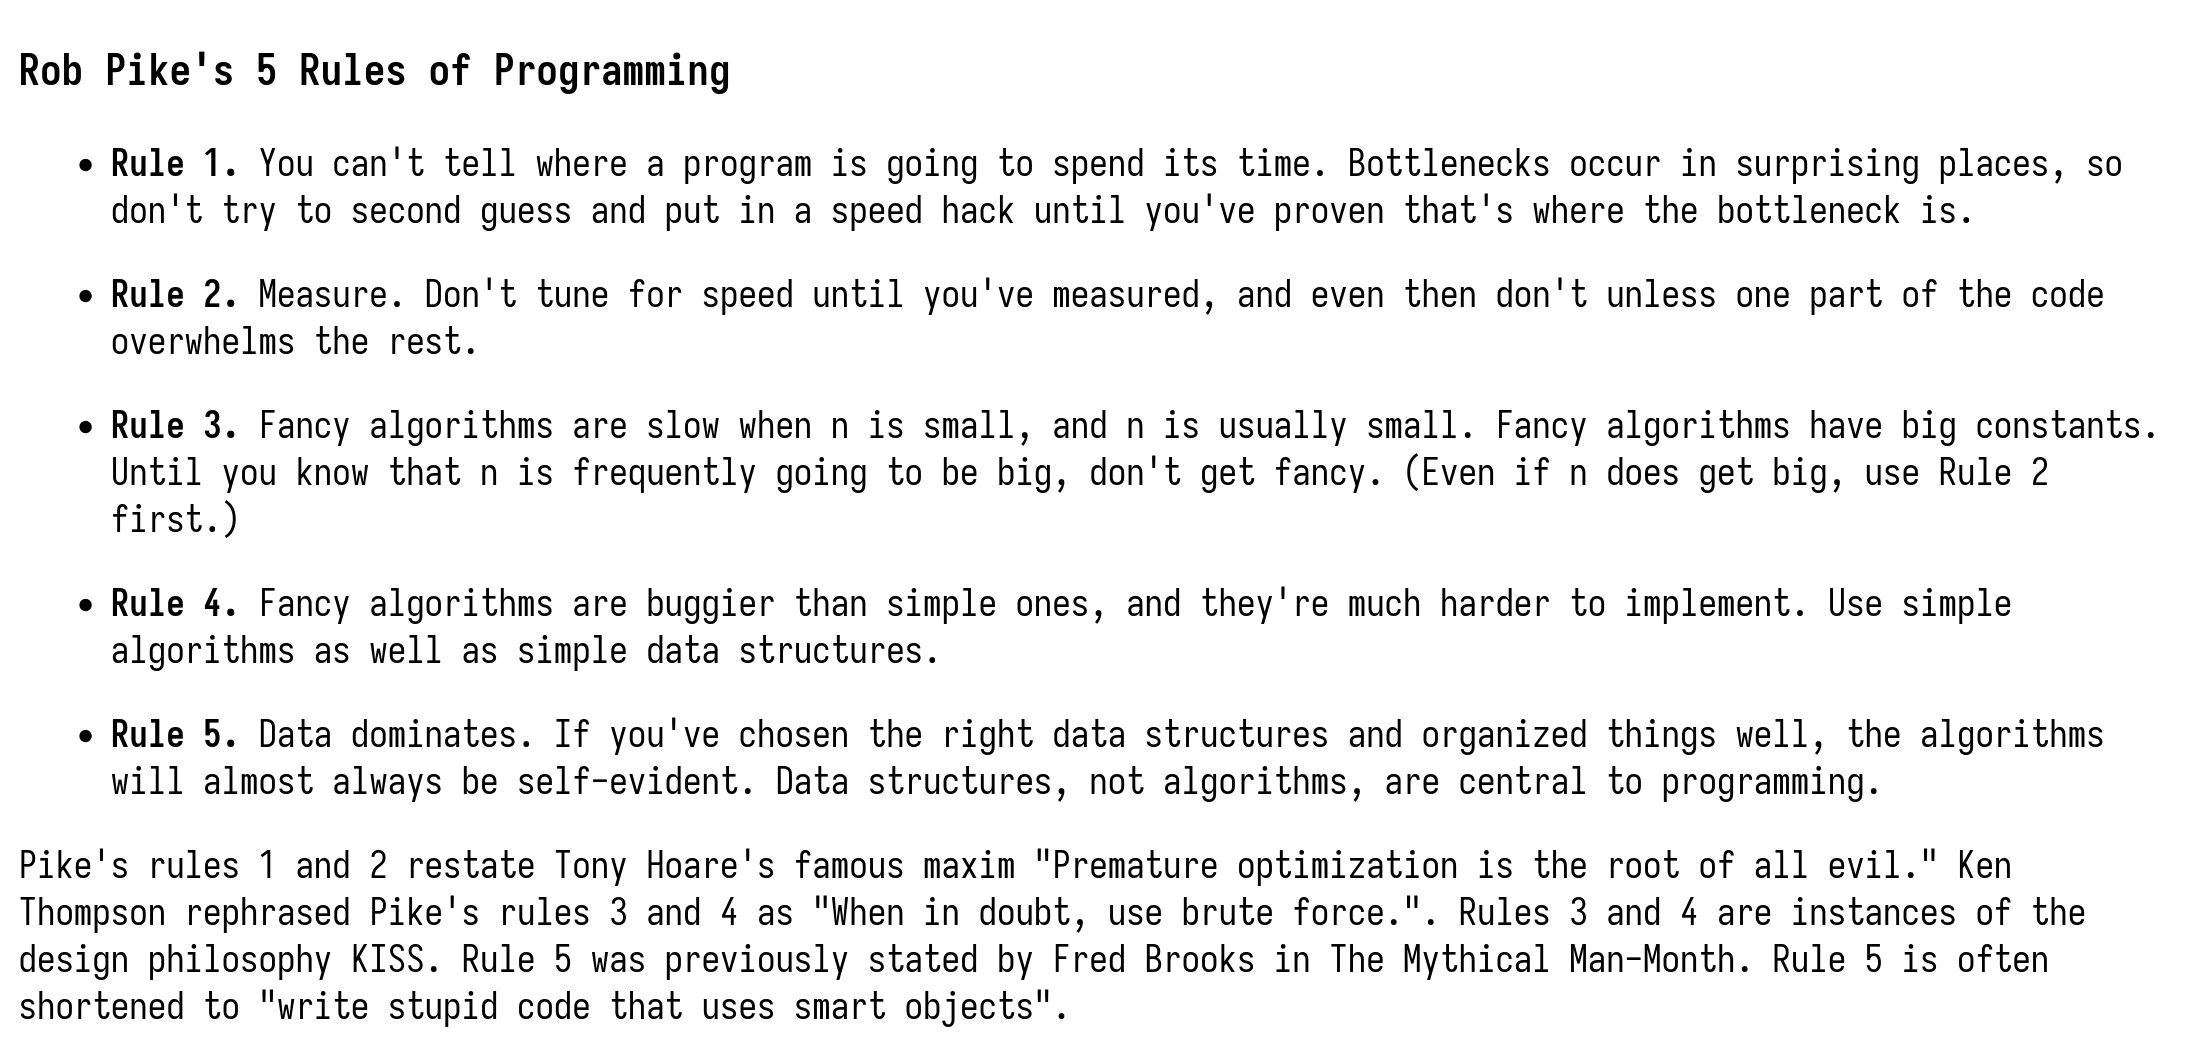 Rob Pike's 5 Rules of Programming
• Rule 1. You can't tell where a program is going to spend its time. Bottlenecks occur in surprising places, so
don't try to second guess and put in a speed hack until you've proven that's where the bottleneck is.
• Rule 2. Measure. Don't tune for speed until you've measured, and even then don't unless one part of the code
overwhelms the rest.
• Rule 3. Fancy algorithms are slow when n is small, and n is usually small. Fancy algorithms have big constants.
Until you know that n is frequently going to be big, don't get fancy. (Even if n does get big, use Rule 2
first.)
• Rule 4. Fancy algorithms are buggier than simple ones, and they're much harder to implement. Use simple
algorithms as well as simple data structures.
• Rule 5. Data dominates. If you've chosen the right data structures and organized things well, the algorithms
will almost always be self-evident. Data structures, not algorithms, are central to programming.
Pike's rules 1 and 2 restate Tony Hoare's famous maxim "Premature optimization is the root of all evil." Ken
Thompson rephrased Pike's rules 3 and 4 as "When in doubt, use brute force.". Rules 3 and 4 are instances of the
design philosophy KISS. Rule 5 was previously stated by Fred Brooks in The Mythical Man-Month. Rule 5 is often
shortened to "write stupid code that uses smart objects".